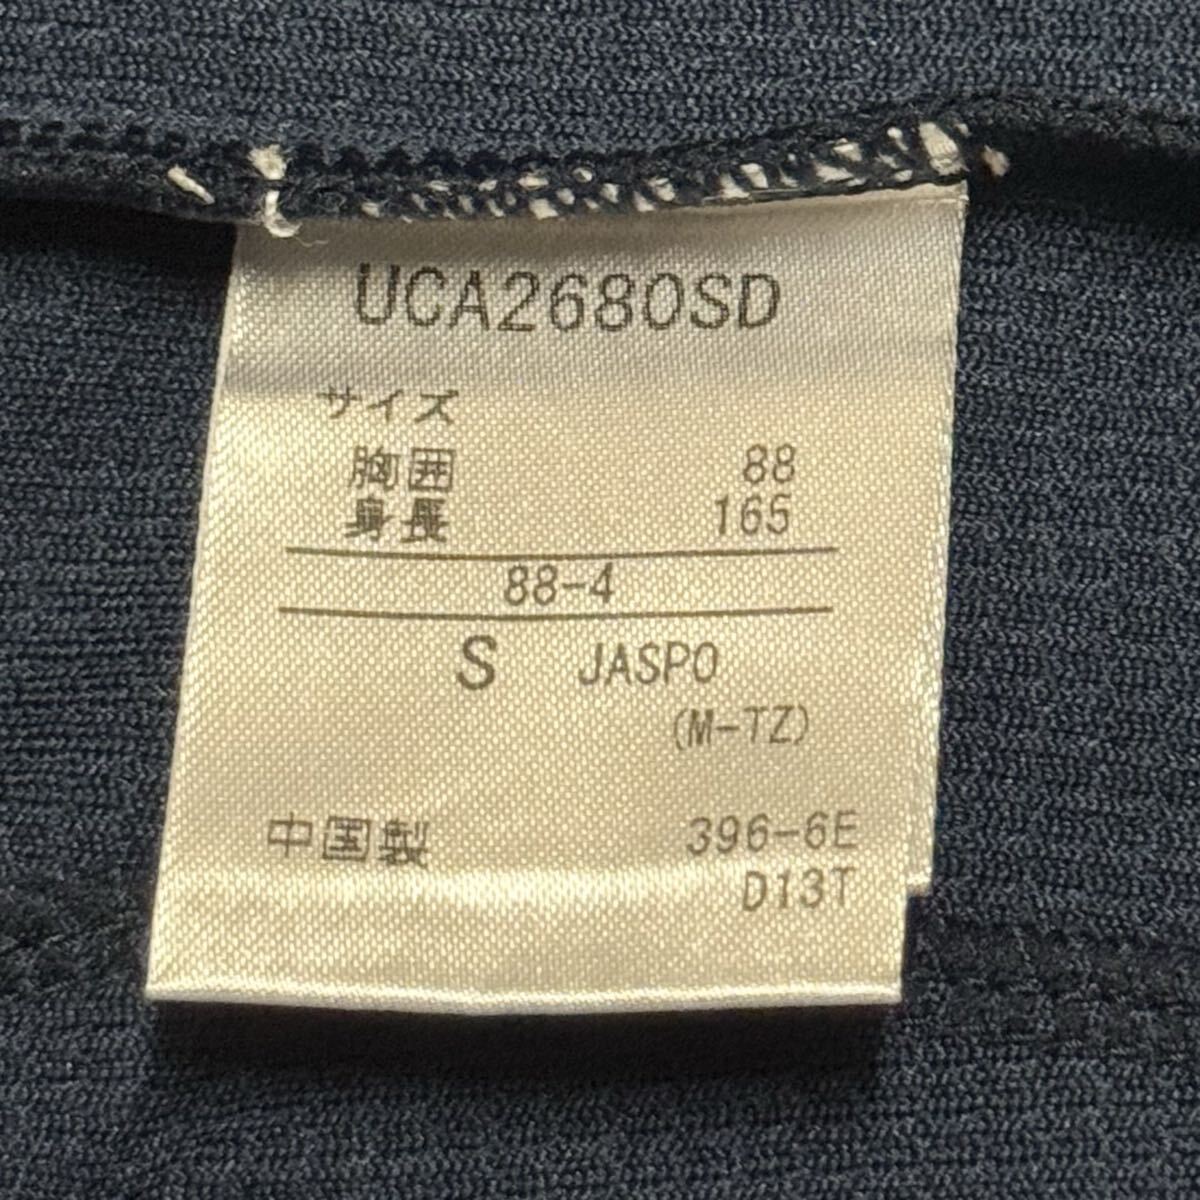 UCA2680SD
サイズ
胸囲 88
身長 165
88-4
S JASPO
(M-TZ)
中国製 396-6E
D13T